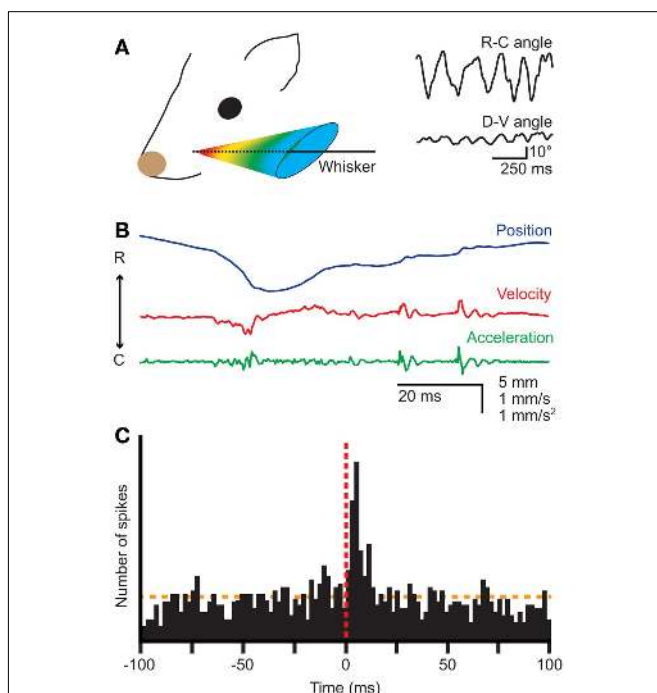 A
R-C angle
D-V angle
10°
250 ms
Whisker
B
Position
R
Velocity
Acceleration
C
20 ms
5 mm
1 mm/s
1 mm/s²
C
Number of spikes
-100
-50
0
50
100
Time (ms)